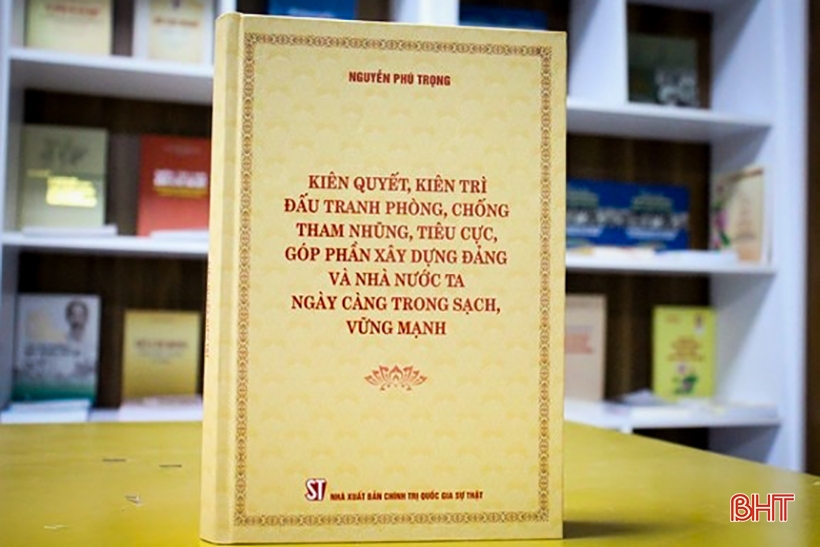 NGUYỄN PHÚ TRỌNG
KIÊN QUYẾT, KIÊN TRÌ
ĐẤU TRANH PHÒNG, CHỐNG
THAM NHŨNG, TIÊU CỰC,
GÓP PHẦN XÂY DỰNG ĐẢNG
VÀ NHÀ NƯỚC TA
NGÀY CÀNG TRONG SẠCH,
VỮNG MẠNH
ST NHÀ XUẤT BẢN CHÍNH TRỊ QUỐC GIA SỰ THẬT
BHT